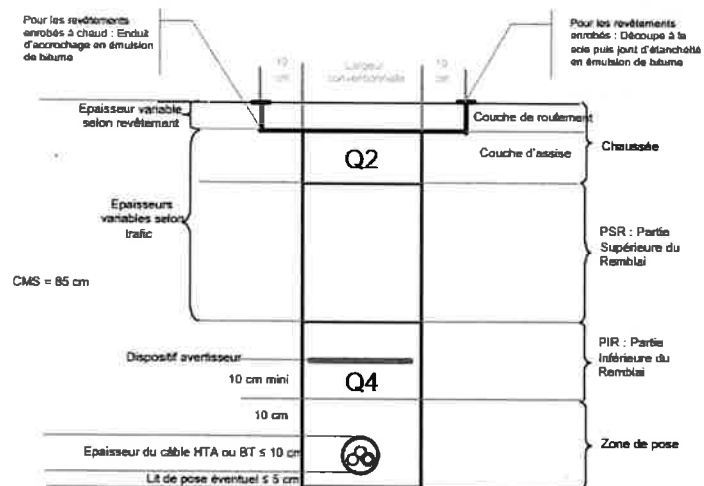 Pour les revêtements
enrobés à chaud : Enduit
d'accrochage en émulsion
de bitume
10
cm
Largeur
conventionnelle
10
cm
Pour les revêtements
enrobés : Découpe à la
scie puis joint d'étanchéité
en émulsion de bitume
Epaisseur variable
selon revêtement
Couche de roulement
Chaussée
Q2
Couche d'assise
Epaisseurs
variables selon
trafic
PSR : Partie
Supérieure du
Remblai
CMS = 85 cm
Dispositif avertisseur
PIR : Partie
Inférieure du
Remblai
10 cm mini
Q4
10 cm
Epaisseur du câble HTA ou BT ≤ 10 cm
Zone de pose
Lit de pose éventuel ≤ 5 cm